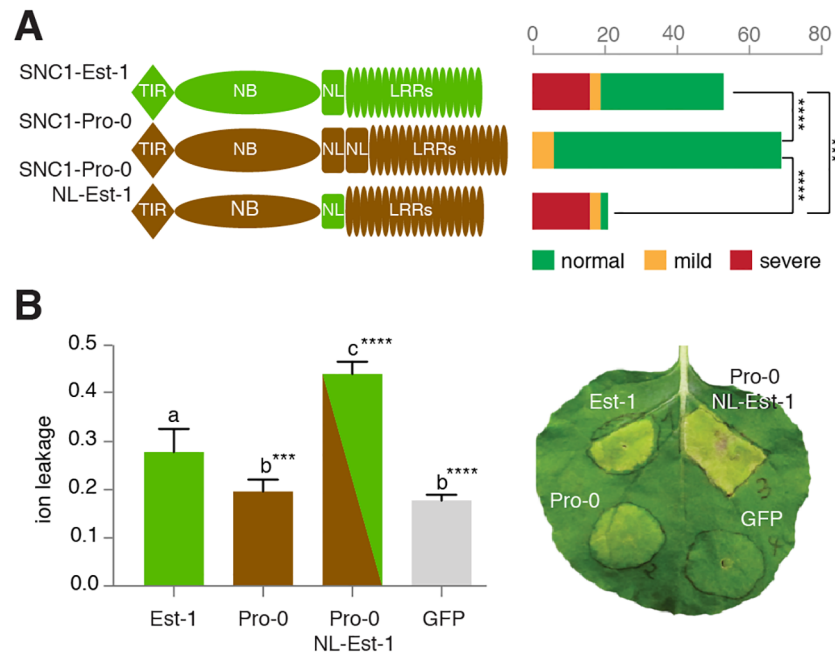 A
0 20 40 60 80
SNC1-Est-1
TIR NB NL LRRs
SNC1-Pro-0
TIR NB NL NL LRRs
SNC1-Pro-0
NL-Est-1
TIR NB NL LRRs
****
****
***
normal mild severe
B
ion leakage
0.5
0.4
0.3
0.2
0.1
0.0
a
b***
c****
b****
Est-1 Pro-0 Pro-0 GFP
NL-Est-1
Pro-0
Est-1 NL-Est-1
Pro-0
GFP
3
2